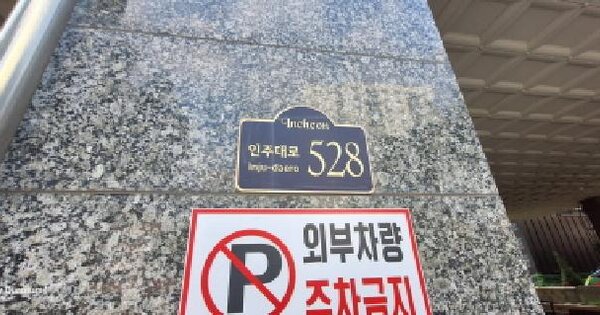 Incheon
인주대로 528
Inju-daero
P 외부차량
주차금지